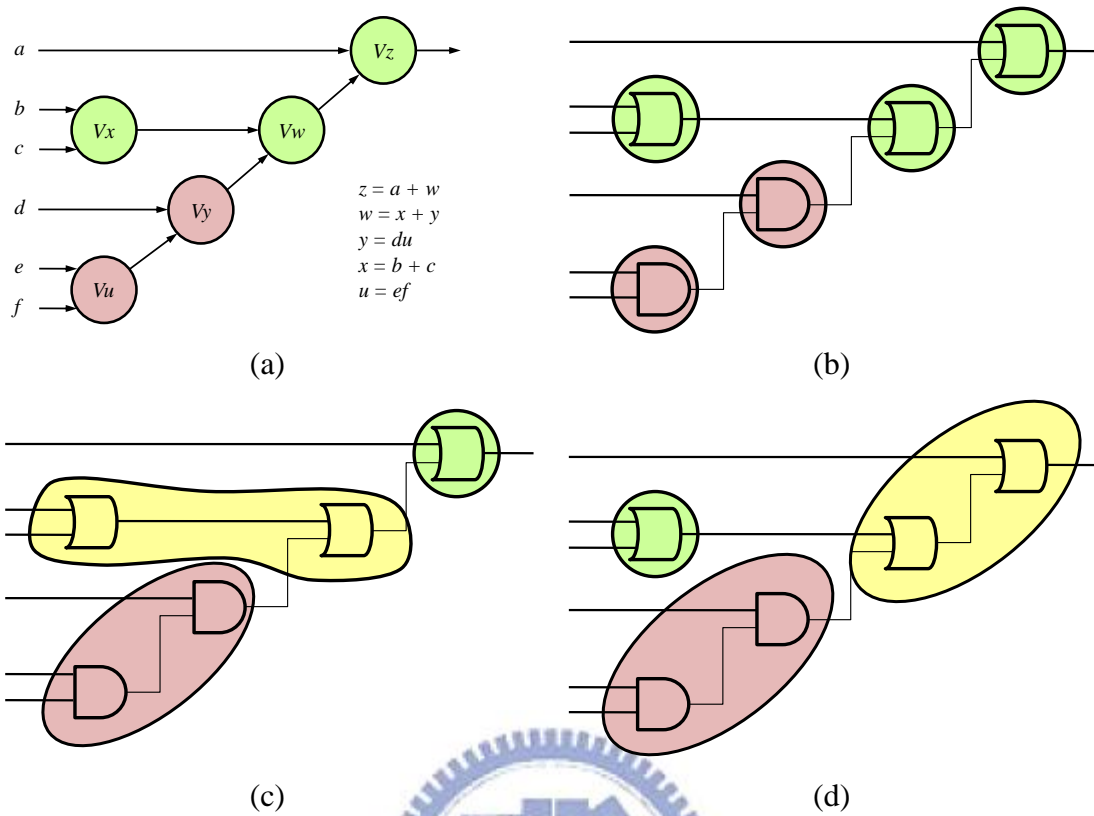 a
Vz
b
Vx
Vw
c
d
Vy
e
Vu
f
z = a + w
w = x + y
y = du
x = b + c
u = ef
(a)
(b)
(c)
(d)